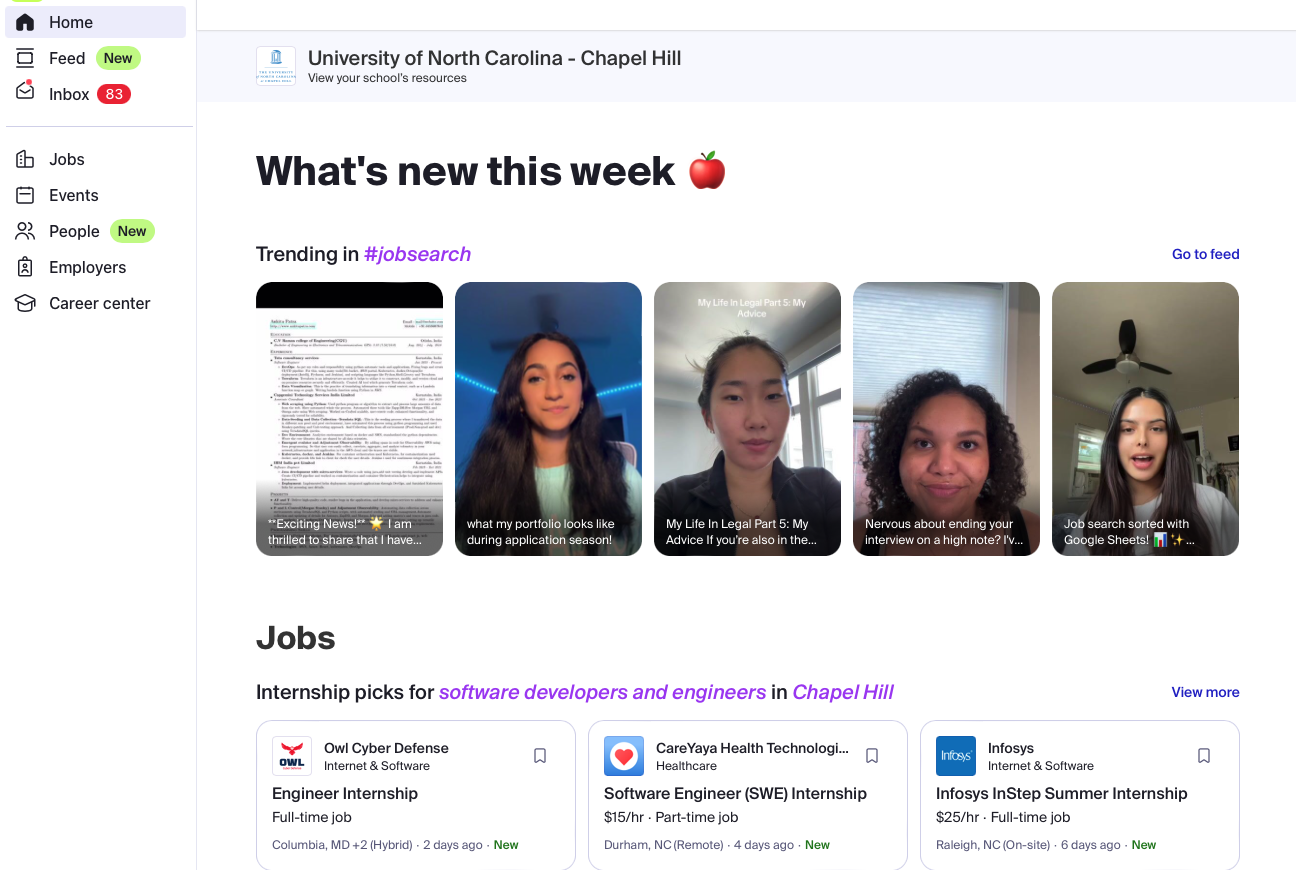 Home
Feed New
Inbox 83
Jobs
Events
People New
Employers
Career center
University of North Carolina - Chapel Hill
View your school's resources
What's new this week
Trending in #jobsearch
Go to feed
**Exciting News!** 🌟 I am
thrilled to share that I have...
what my portfolio looks like
during application season!
My Life In Legal Part 5: My
Advice
My Life In Legal Part 5: My
Advice If you're also in the...
Nervous about ending your
interview on a high note? I'v...
Job search sorted with
Google Sheets! 📊✨...
Jobs
Internship picks for software developers and engineers in Chapel Hill
View more
OWL
Owl Cyber Defense
Internet & Software
Engineer Internship
Full-time job
Columbia, MD +2 (Hybrid) · 2 days ago · New
CareYaya Health Technologi...
Healthcare
Software Engineer (SWE) Internship
$15/hr · Part-time job
Durham, NC (Remote) · 4 days ago · New
Infosys
Infosys
Internet & Software
Infosys InStep Summer Internship
$25/hr · Full-time job
Raleigh, NC (On-site) · 6 days ago · New